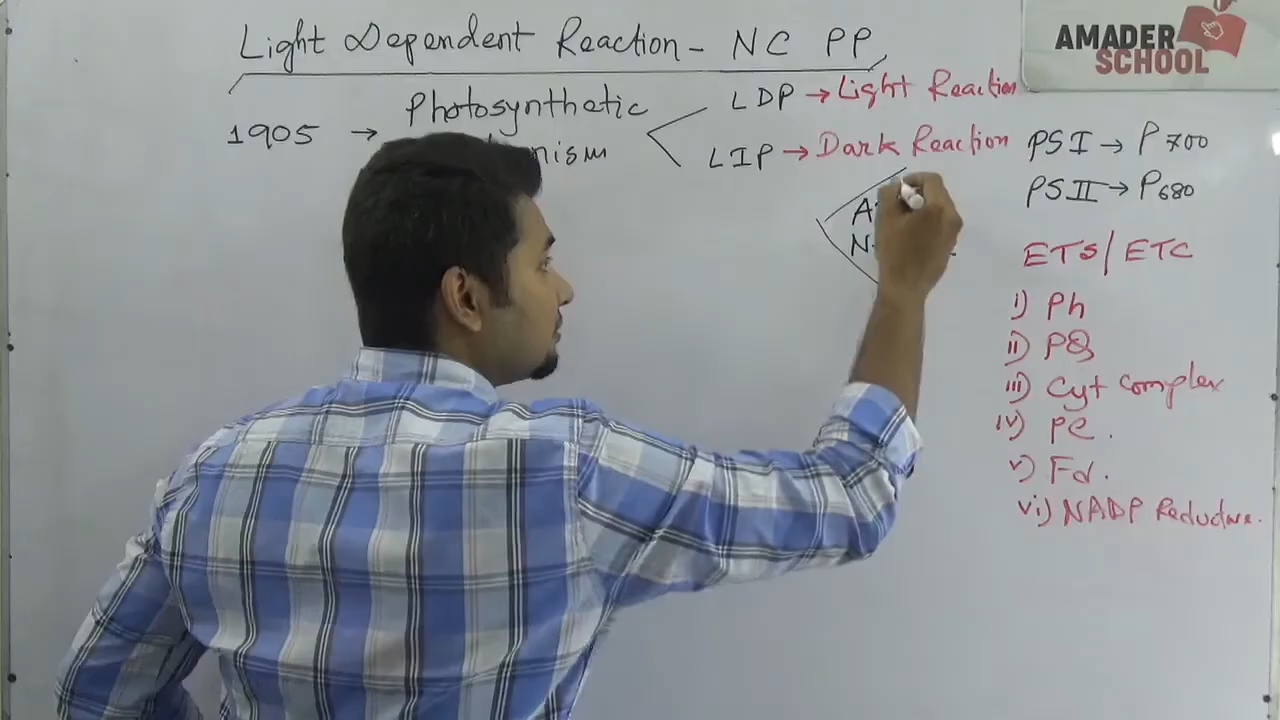 Light Dependent Reaction - NC PP
AMADER
SCHOOL
1905 → Photosynthetic
LDP → Light Reaction
LIP → Dark Reaction
PSI → P700
PSII → P680
ETS/ETC
i) Ph
ii) PQ
iii) Cyt complex
iv) PC.
v) Fd.
vi) NADP